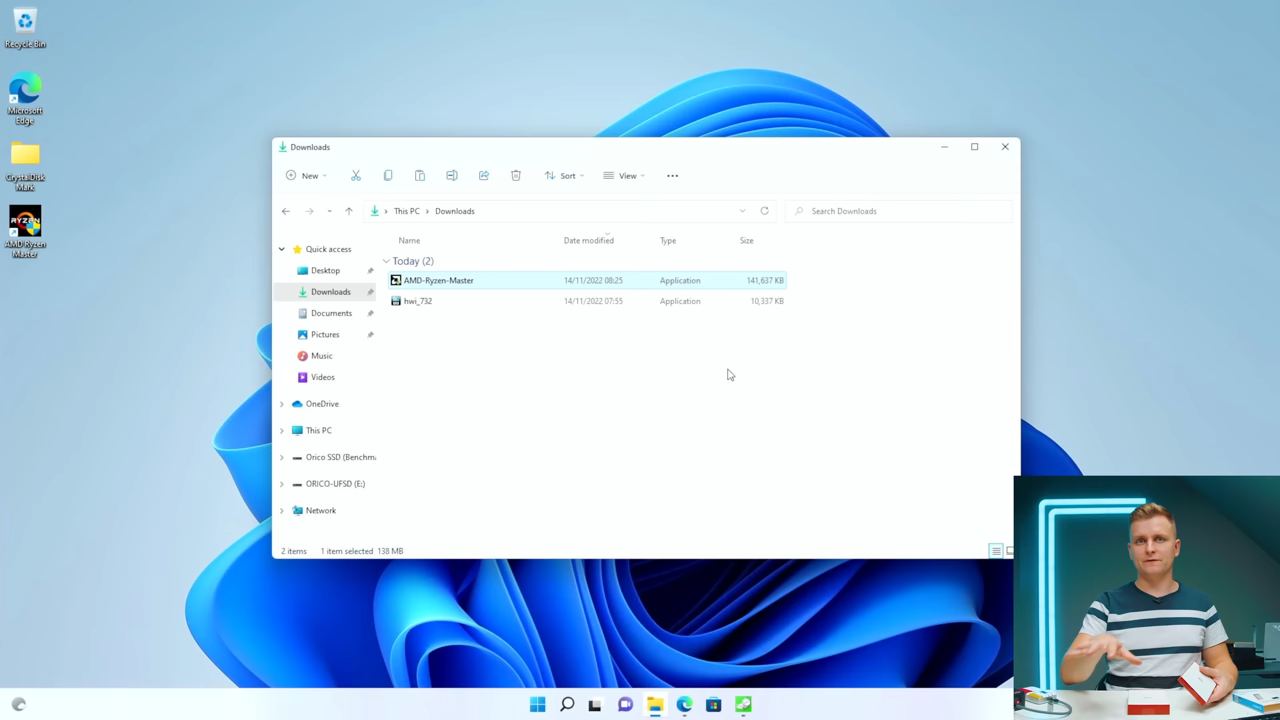 Recycle Bin
Microsoft
Edge
CrystalDisk
Mark
RYZEN
AMD Ryzen
Master
Downloads
New
Sort
View
This PC
Downloads
Search Downloads
Name
Date modified
Type
Size
Quick access
Desktop
Downloads
Documents
Pictures
Music
Videos
OneDrive
This PC
Orico SSD (Benchm
ORICO-UFSD (E:)
Network
Today (2)
AMD-Ryzen-Master 14/11/2022 08:25 Application 141,637 KB
hwi_732 14/11/2022 07:55 Application 10,337 KB
2 items 1 item selected 138 MB